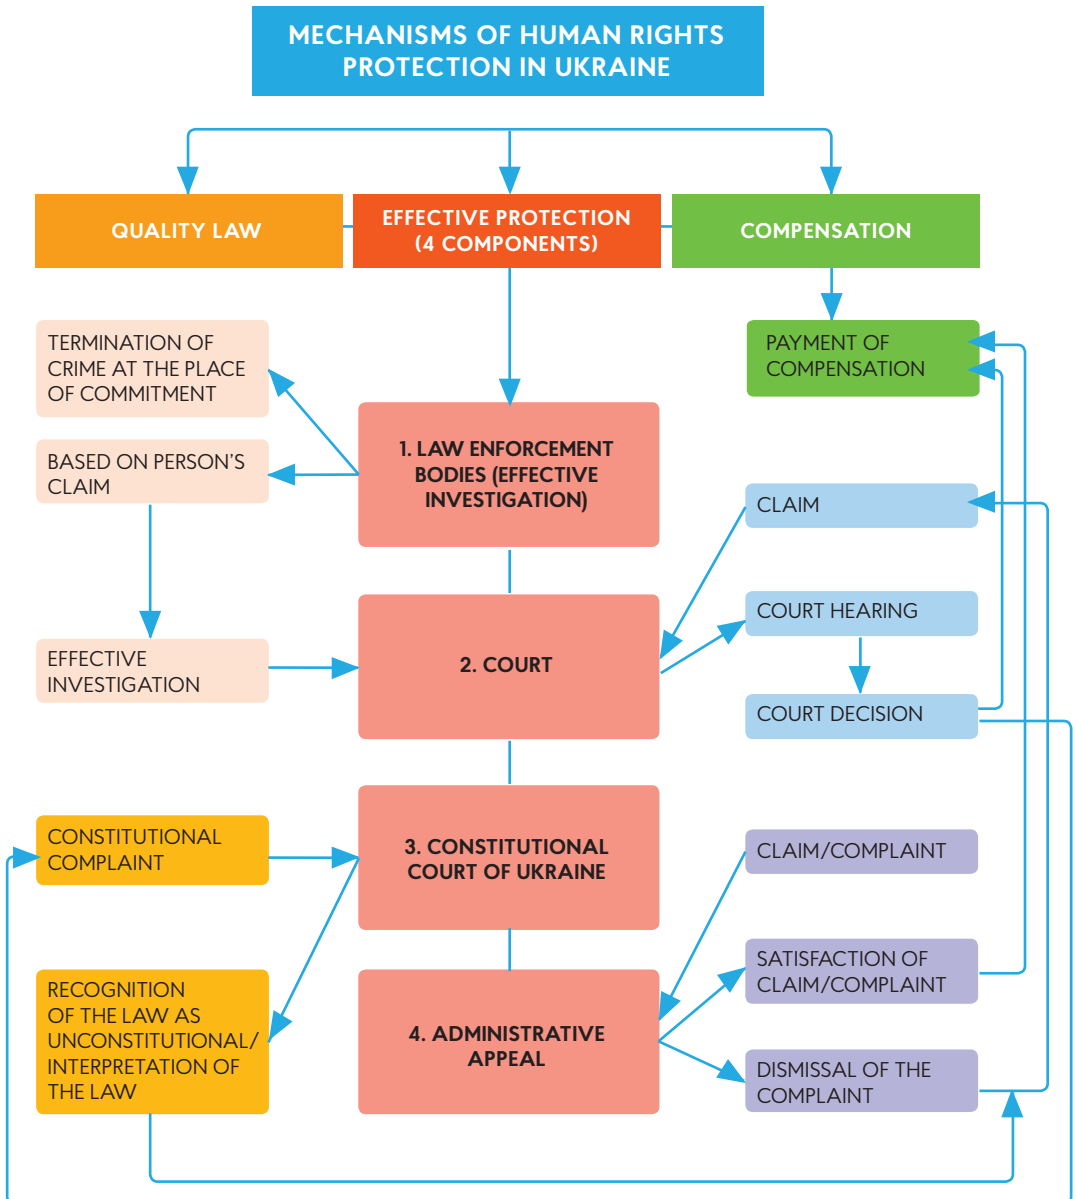 MECHANISMS OF HUMAN RIGHTS
PROTECTION IN UKRAINE
QUALITY LAW
EFFECTIVE PROTECTION
(4 COMPONENTS)
COMPENSATION
TERMINATION OF
CRIME AT THE PLACE
OF COMMITMENT
PAYMENT OF
COMPENSATION
1. LAW ENFORCEMENT
BODIES (EFFECTIVE
INVESTIGATION)
BASED ON PERSON'S
CLAIM
CLAIM
COURT HEARING
EFFECTIVE
INVESTIGATION
2. COURT
COURT DECISION
CONSTITUTIONAL
COMPLAINT
3. CONSTITUTIONAL
COURT OF UKRAINE
CLAIM/COMPLAINT
SATISFACTION OF
CLAIM/COMPLAINT
RECOGNITION
OF THE LAW AS
UNCONSTITUTIONAL/
INTERPRETATION OF
THE LAW
4. ADMINISTRATIVE
APPEAL
DISMISSAL OF THE
COMPLAINT